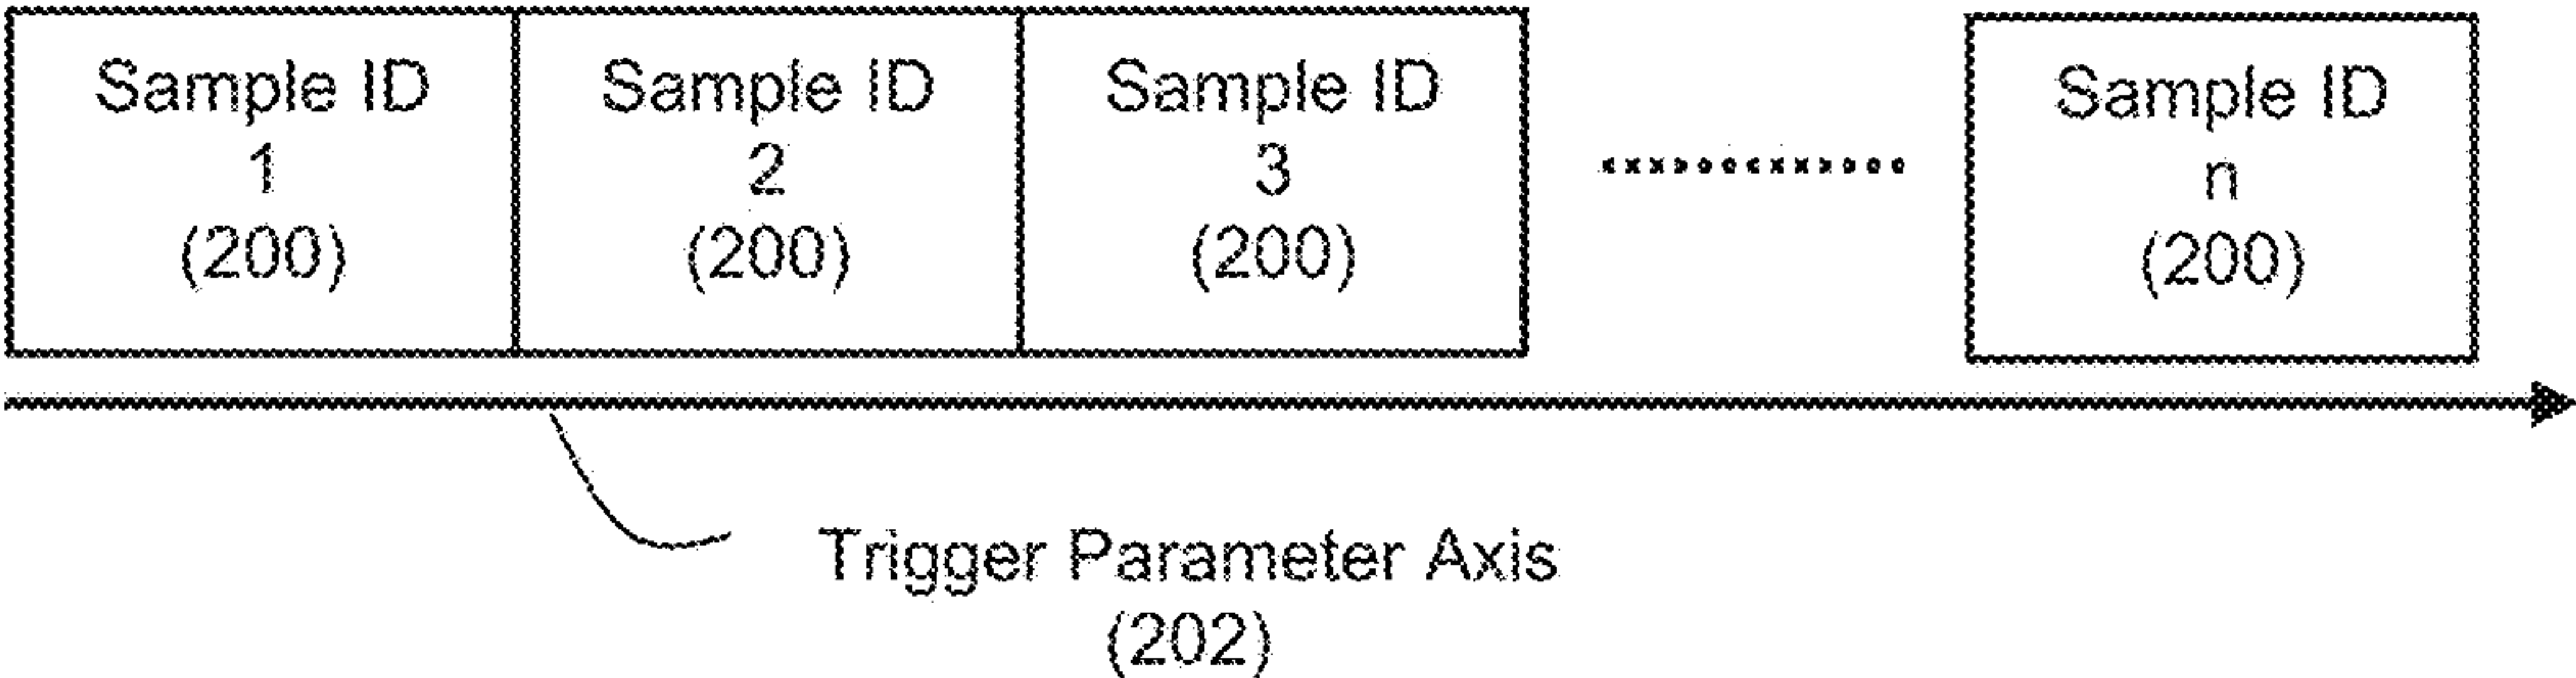 Sample ID
1
(200)
Sample ID
2
(200)
Sample ID
3
(200)
Sample ID
n
(200)
Trigger Parameter Axis
(202)